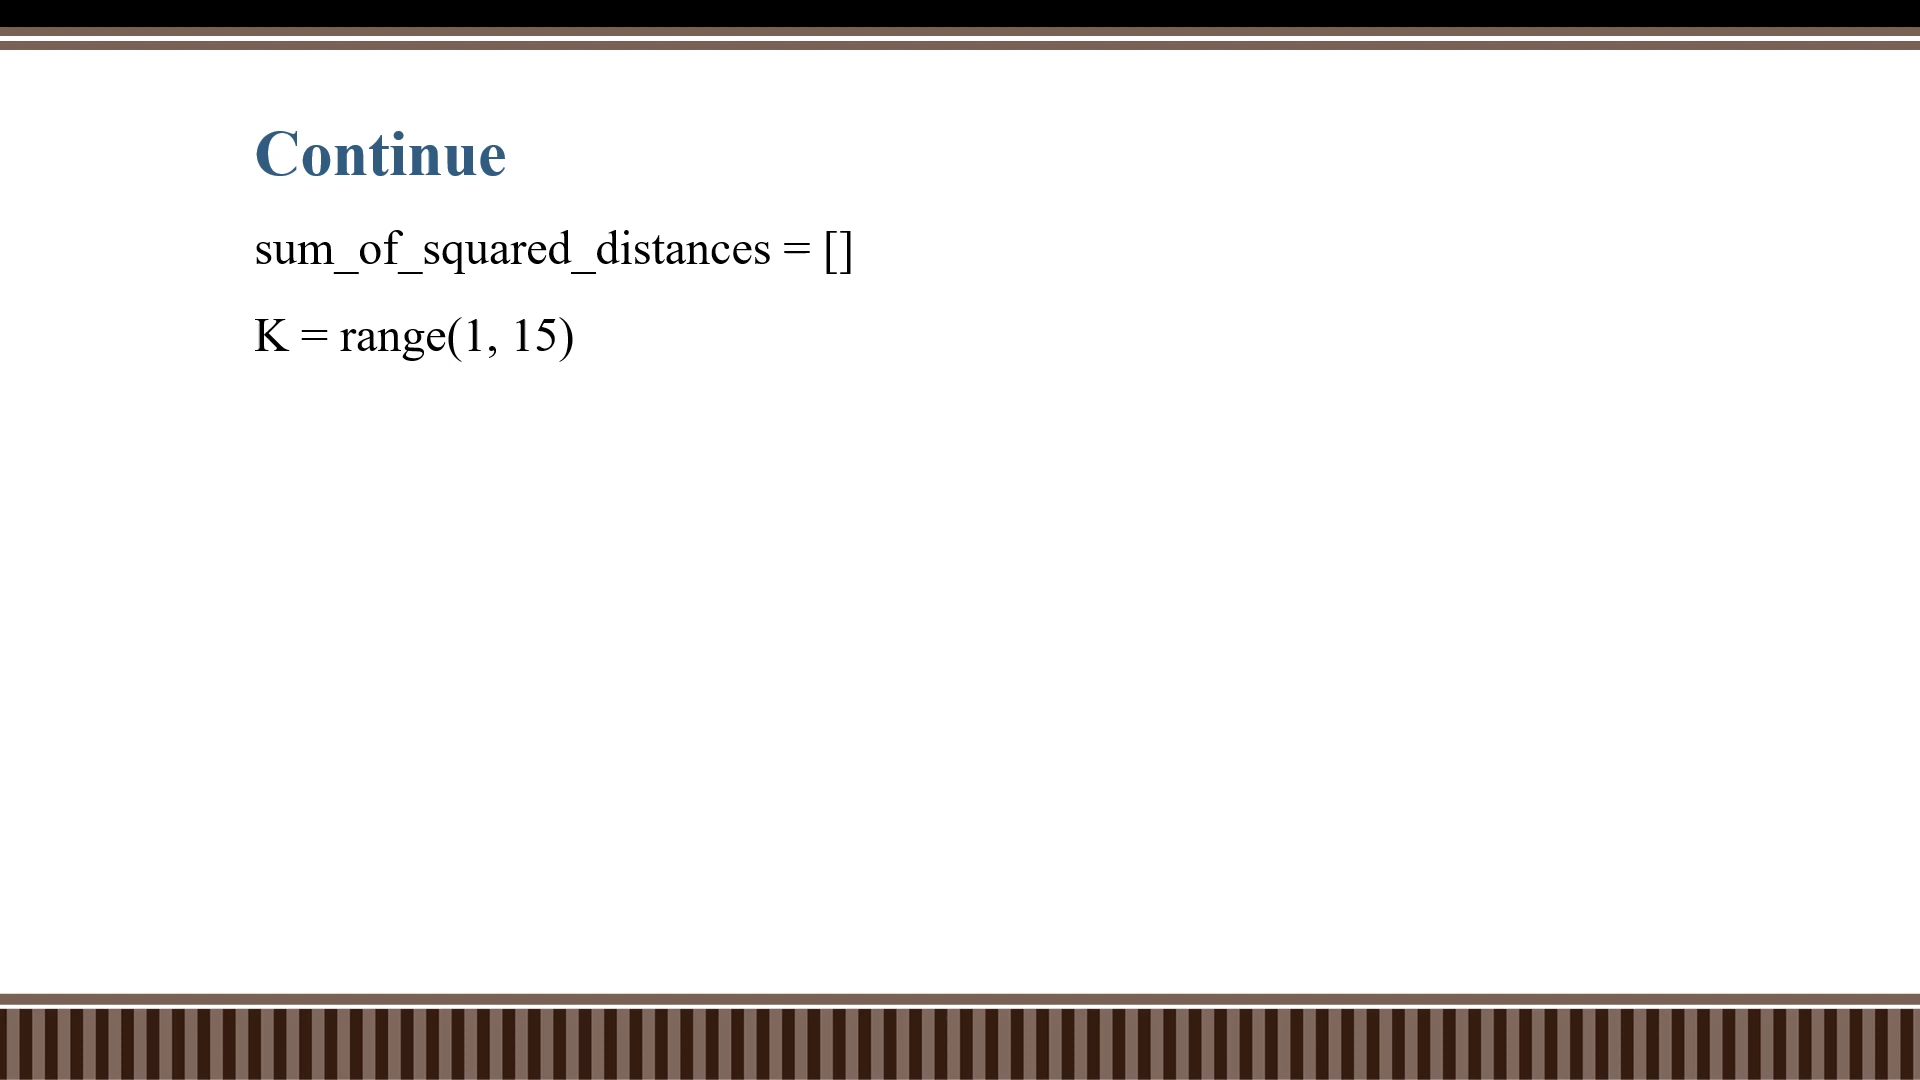 Continue
sum_of_squared_distances = []
K = range(1, 15)